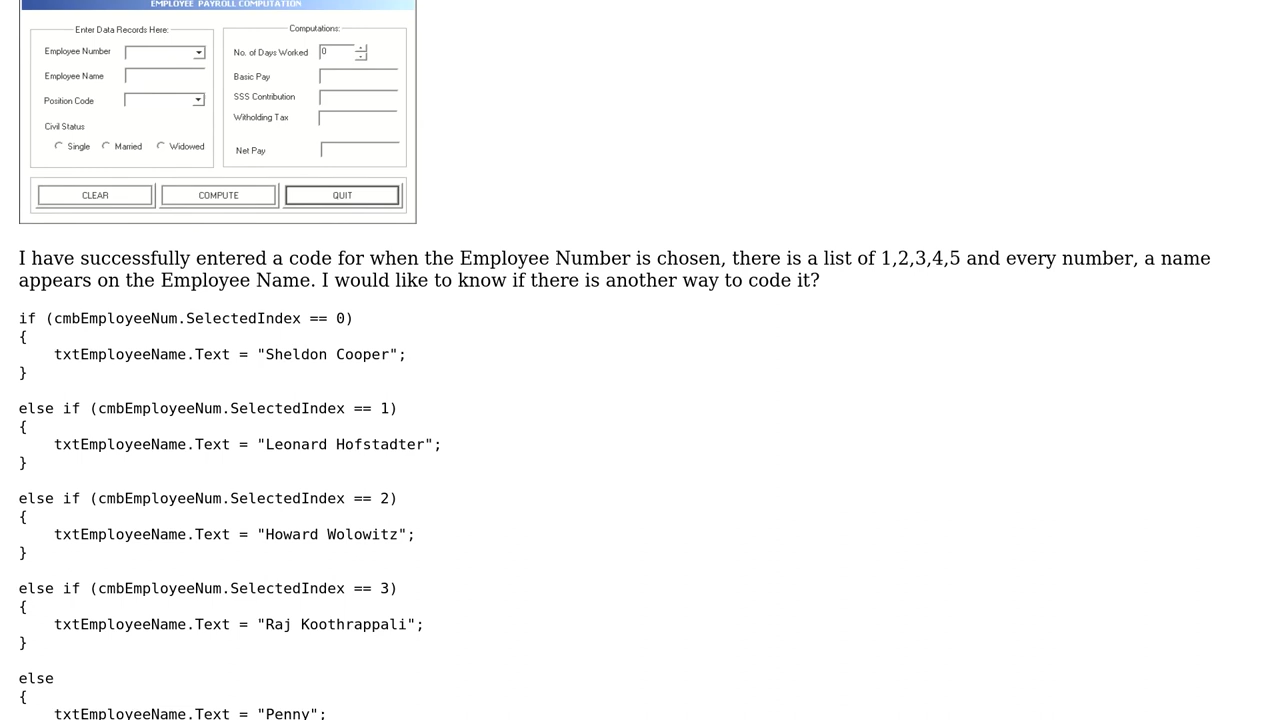 EMPLOYEE PAYROLL COMPUTATION
Enter Data Records Here:
Employee Number
Employee Name
Position Code
Civil Status
Single Married Widowed
Computations:
No. of Days Worked 0
Basic Pay
SSS Contribution
Witholding Tax
Net Pay
CLEAR COMPUTE QUIT
I have successfully entered a code for when the Employee Number is chosen, there is a list of 1,2,3,4,5 and every number, a name
appears on the Employee Name. I would like to know if there is another way to code it?
if (cmbEmployeeNum.SelectedIndex == 0)
{
    txtEmployeeName.Text = "Sheldon Cooper";
}
else if (cmbEmployeeNum.SelectedIndex == 1)
{
    txtEmployeeName.Text = "Leonard Hofstadter";
}
else if (cmbEmployeeNum.SelectedIndex == 2)
{
    txtEmployeeName.Text = "Howard Wolowitz";
}
else if (cmbEmployeeNum.SelectedIndex == 3)
{
    txtEmployeeName.Text = "Raj Koothrappali";
}
else
{
    txtEmployeeName.Text = "Penny";